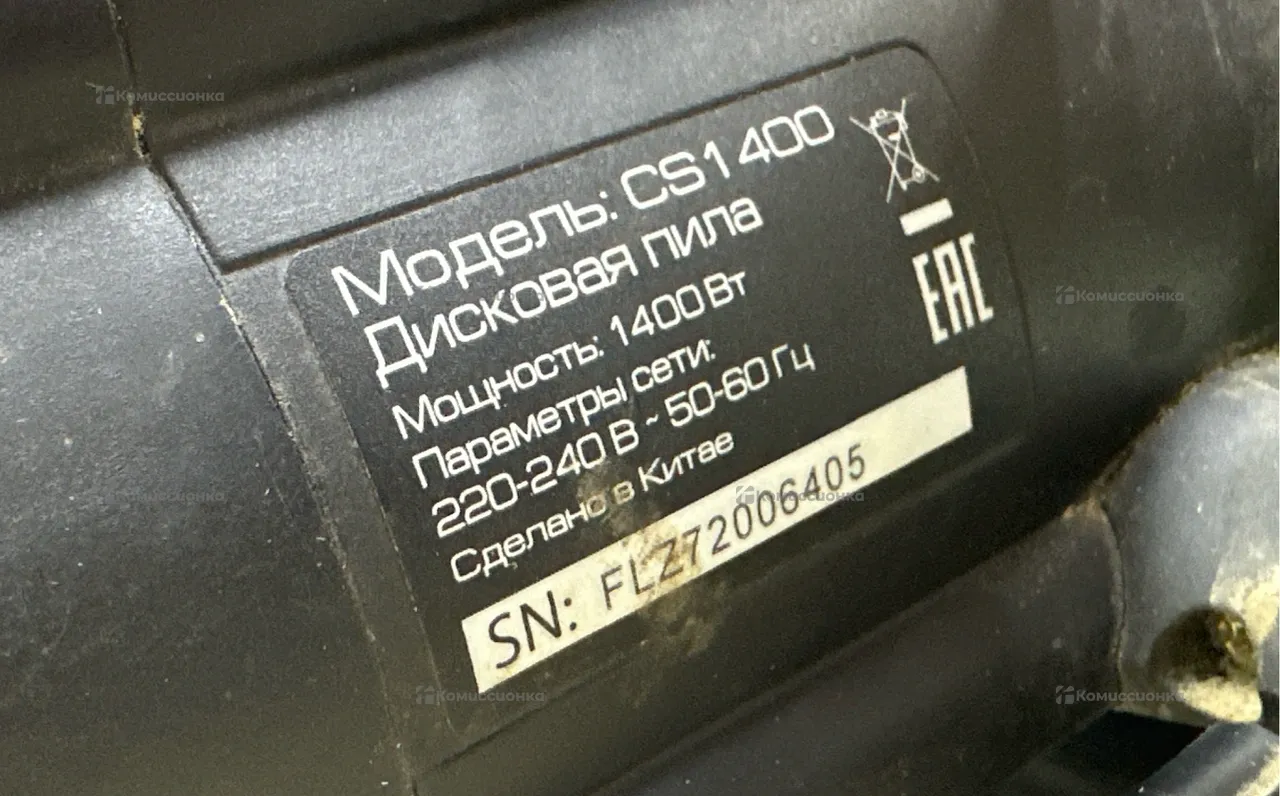 Модель: CS1400
Дисковая пила
Мощность: 1400 Вт
Параметры сети:
220-240 В ~ 50-60 Гц
Сделано в Китае
SN: FLZ72006405
EAC
Комиссионка
Комиссионка
Комиссионка
Комиссионка
Комиссионка
Комиссионка